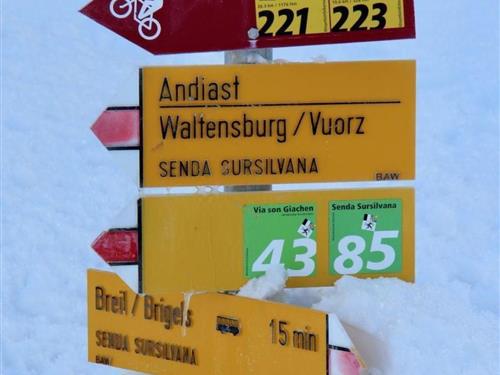 221 223
Andiast
Waltensburg/Vuorz
SENDA SURSILVANA
BAW
Via son Giachen
43
Senda Sursilvana
85
Breil/Brigels 15 min
SENDA SURSILVANA
BAW